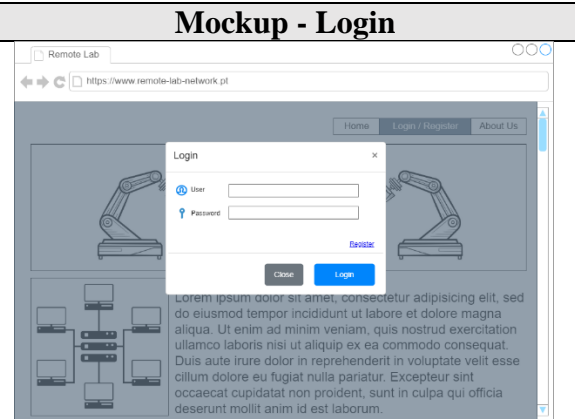 Mockup - Login
Remote Lab
https://www.remote-lab-network.pt
Home Login / Register About Us
Login ×
User
Password
Register
Close Login
Lorem ipsum dolor sit amet, consectetur adipisicing elit, sed
do eiusmod tempor incididunt ut labore et dolore magna
aliqua. Ut enim ad minim veniam, quis nostrud exercitation
ullamco laboris nisi ut aliquip ex ea commodo consequat.
Duis aute irure dolor in reprehenderit in voluptate velit esse
cillum dolore eu fugiat nulla pariatur. Excepteur sint
occaecat cupidatat non proident, sunt in culpa qui officia
deserunt mollit anim id est laborum.